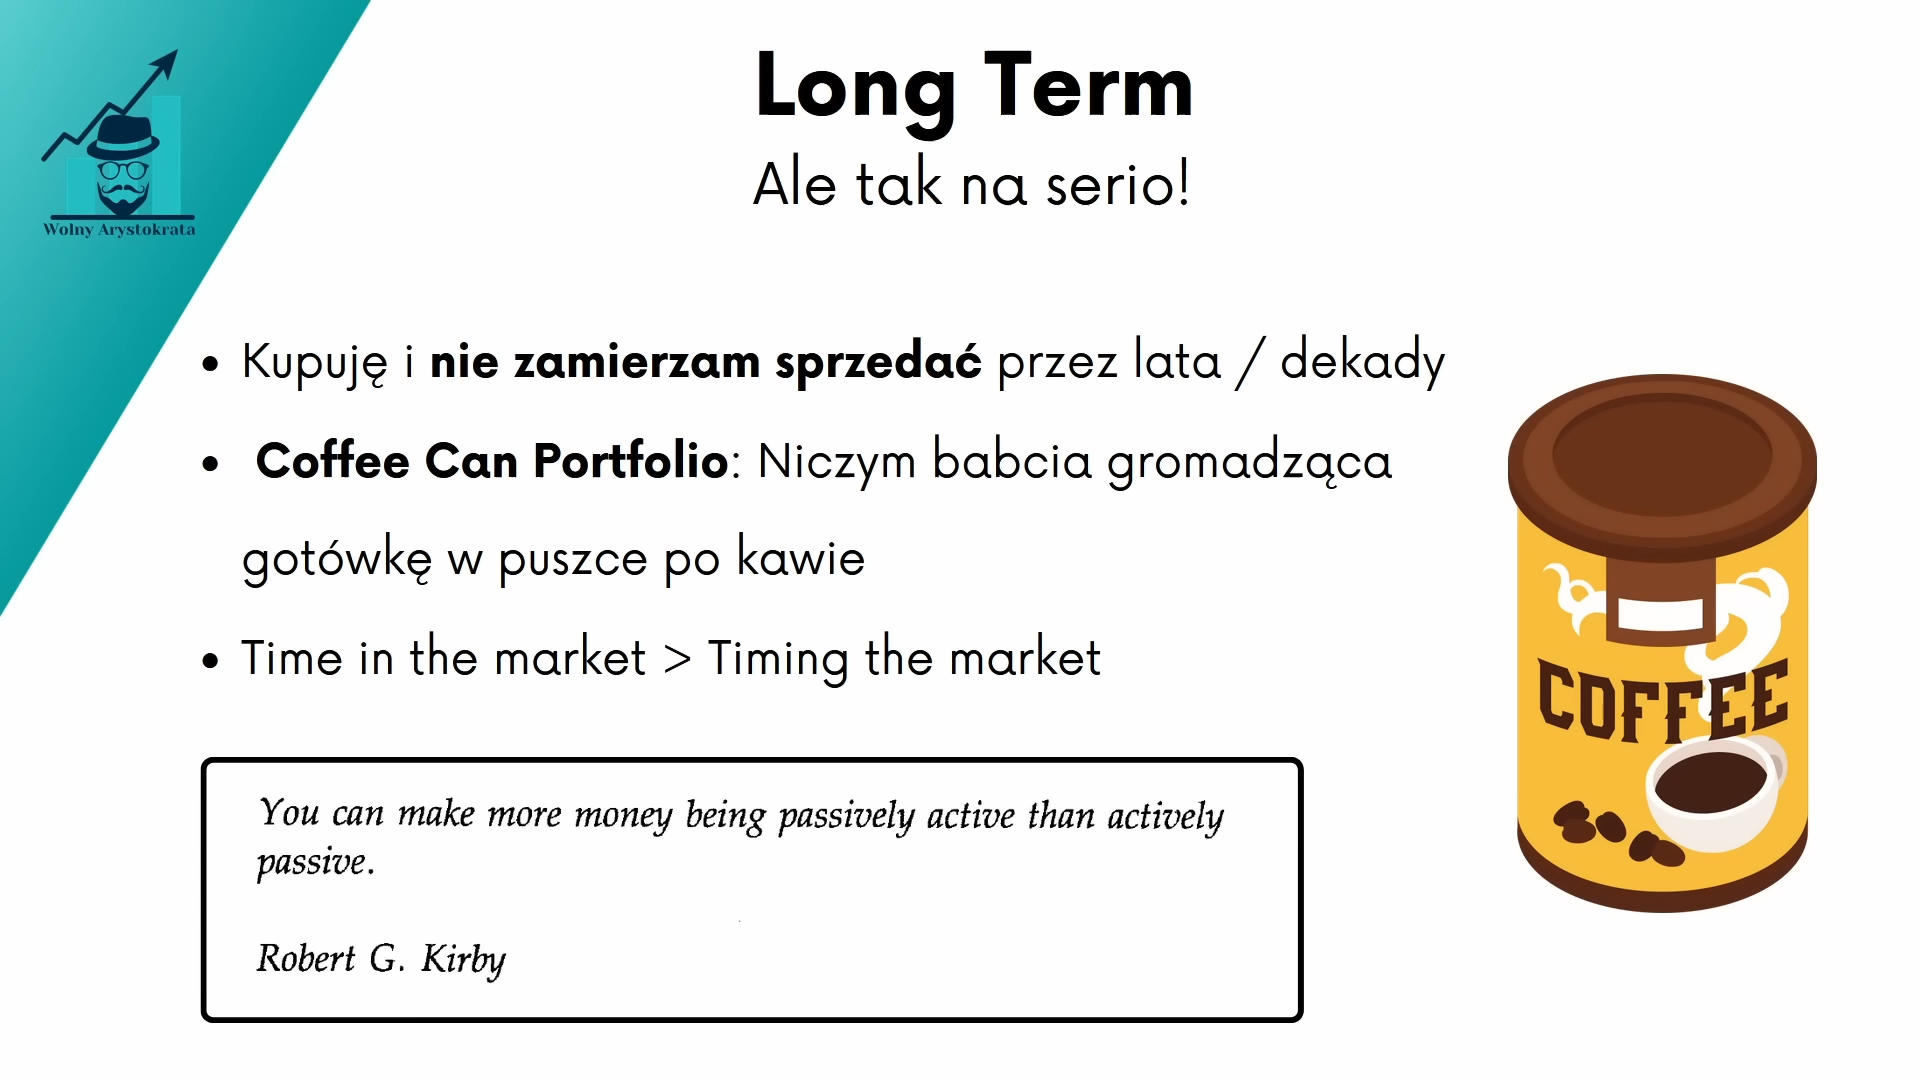 Wolny Arystokrata
Long Term
Ale tak na serio!
• Kupuję i nie zamierzam sprzedać przez lata / dekady
• Coffee Can Portfolio: Niczym babcia gromadząca
gotówkę w puszce po kawie
• Time in the market > Timing the market
COFFEE
You can make more money being passively active than actively
passive.
Robert G. Kirby